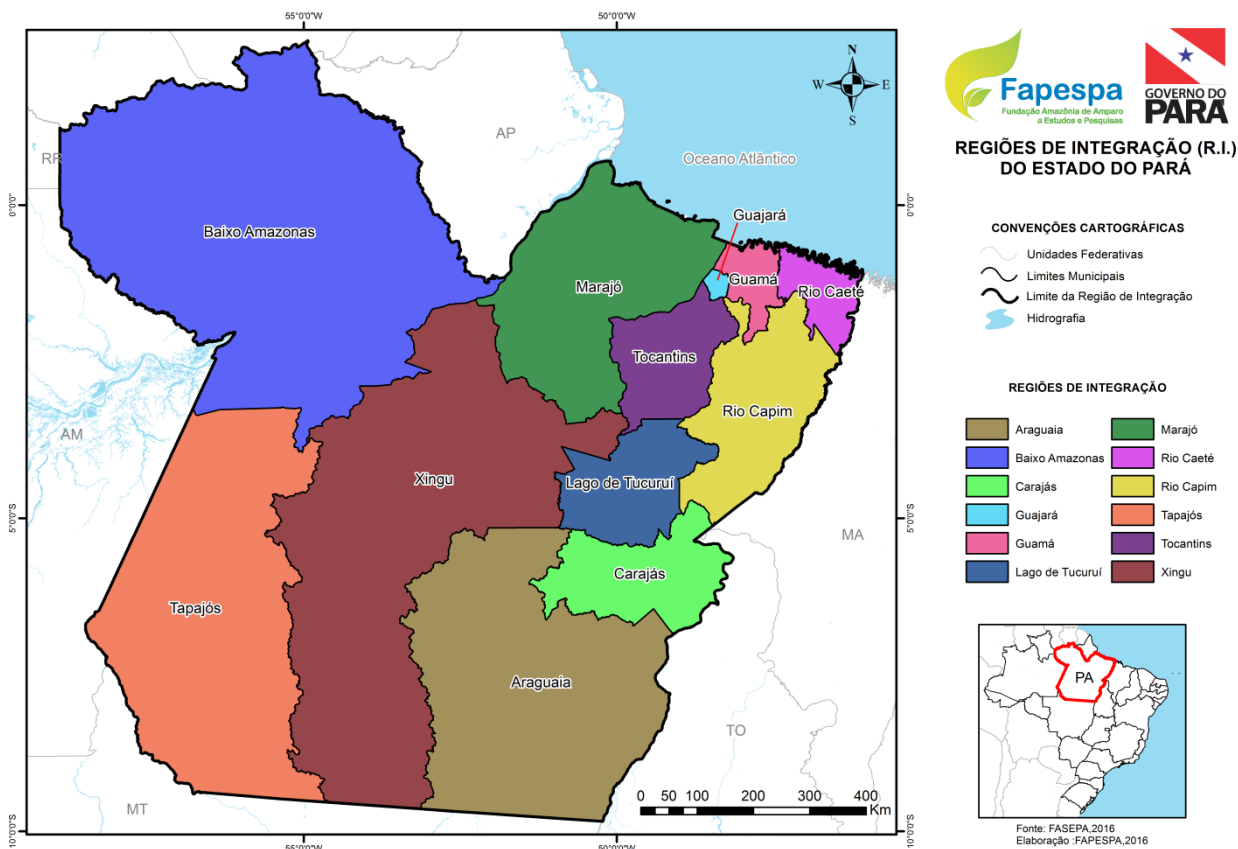 55°0'0"W
50°0'0"W
N
W
E
S
RR
AP
Oceano Atlântico
0°0'0"
0°0'0"
Baixo Amazonas
Guajará
Marajó
Guamá
Rio Caeté
Tocantins
Rio Capim
AM
Xingu
Lago de Tucuruí
5°0'0"S
5°0'0"S
MA
Carajás
Tapajós
Araguaia
TO
MT
0 50 100 200 300 400
Km
10°0'0"S
10°0'0"S
55°0'0"W
50°0'0"W
Fapespa
Fundação Amazônia de Amparo
a Estudos e Pesquisas
GOVERNO DO
PARÁ
REGIÕES DE INTEGRAÇÃO (R.I.)
DO ESTADO DO PARÁ
CONVENÇÕES CARTOGRÁFICAS
Unidades Federativas
Limites Municipais
Limite da Região de Integração
Hidrografia
REGIÕES DE INTEGRAÇÃO
Araguaia
Baixo Amazonas
Carajás
Guajará
Guamá
Lago de Tucuruí
Marajó
Rio Caeté
Rio Capim
Tapajós
Tocantins
Xingu
PA
Fonte: FASEPA,2016
Elaboração :FAPESPA,2016